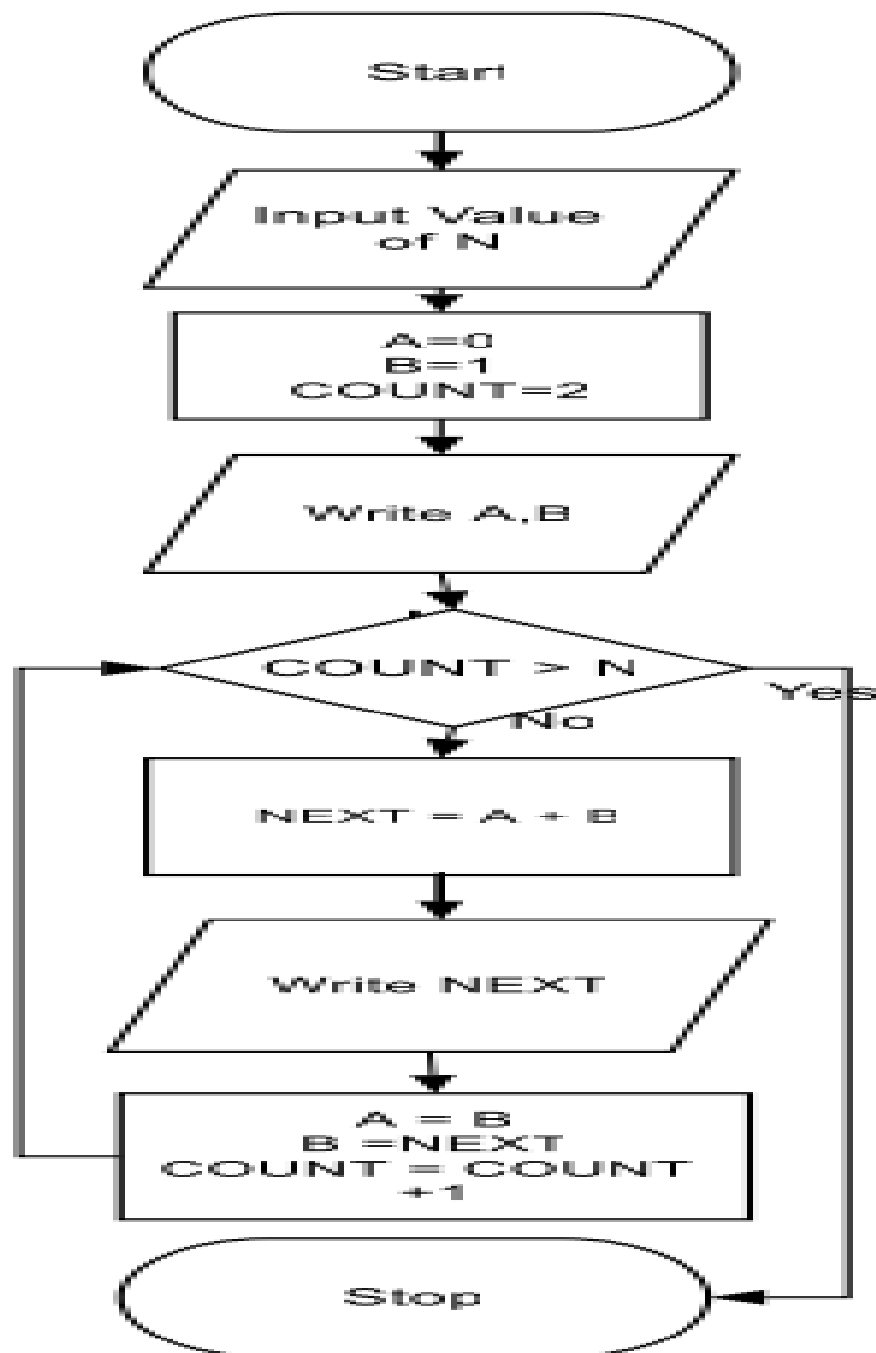 Start
Input Value
of N
A=0
B=1
COUNT=2
Write A,B
COUNT > N
Yes
No
NEXT = A + B
Write NEXT
A = B
B =NEXT
COUNT = COUNT
+1
Stop